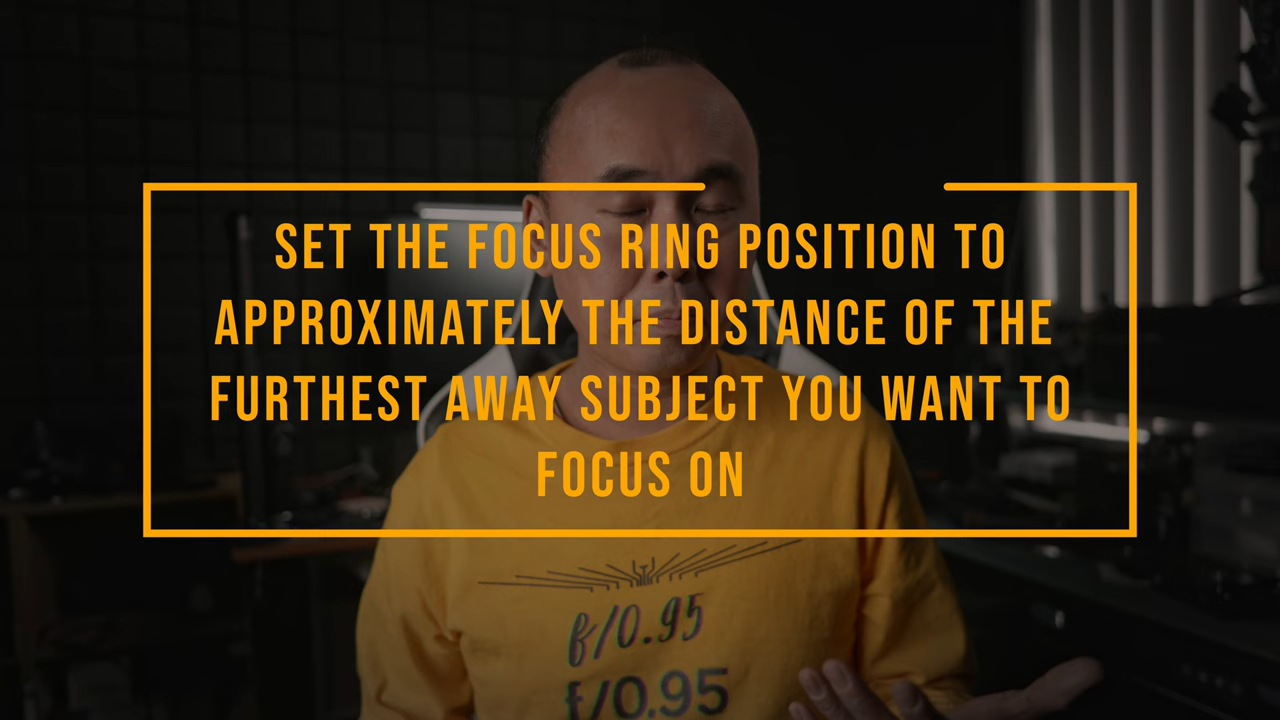 SET THE FOCUS RING POSITION TO
APPROXIMATELY THE DISTANCE OF THE
FURTHEST AWAY SUBJECT YOU WANT TO
FOCUS ON
f/0.95
f/0.95